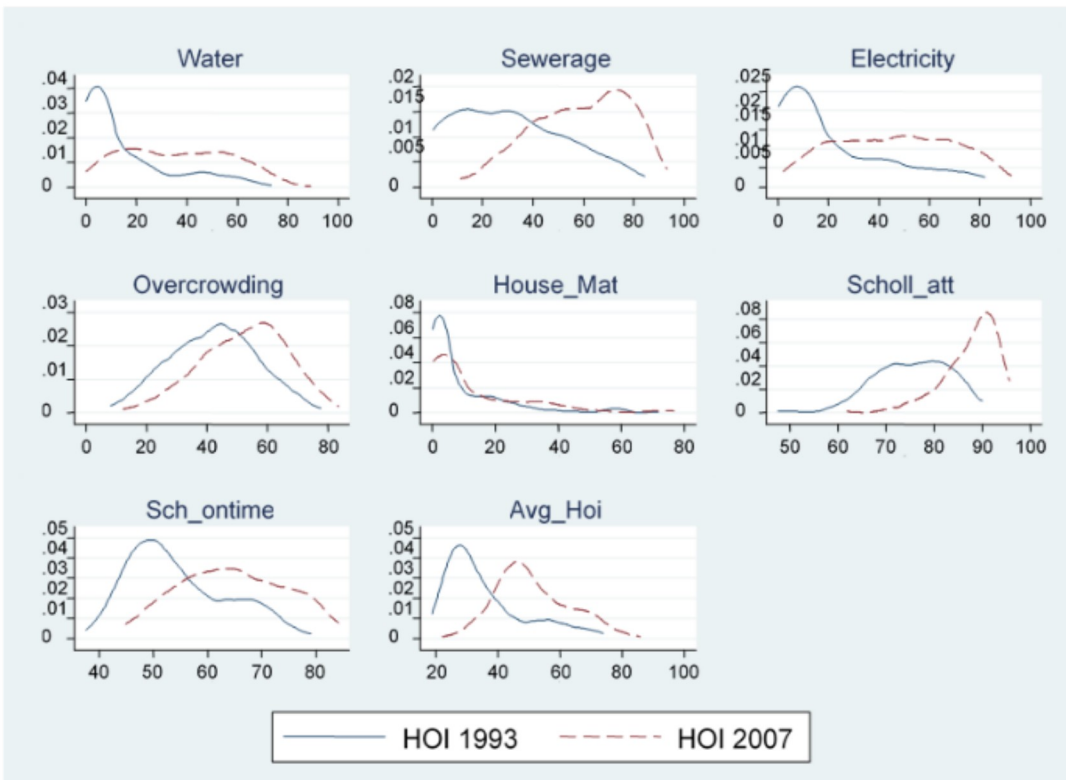 Water Sewerage Electricity
.04 .03 .02 .01 0
0 20 40 60 80 100
.02 .015 .01 .005 0
0 20 40 60 80 100
.025 .02 .015 .01 .005 0
0 20 40 60 80 100
Overcrowding House_Mat Scholl_att
.03 .02 .01 0
0 20 40 60 80
.08 .06 .04 .02 0
0 20 40 60 80
.08 .06 .04 .02 0
50 60 70 80 90 100
Sch_ontime Avg_Hoi
.05 .04 .03 .02 .01 0
40 50 60 70 80
.05 .04 .03 .02 .01 0
20 40 60 80 100
HOI 1993 HOI 2007